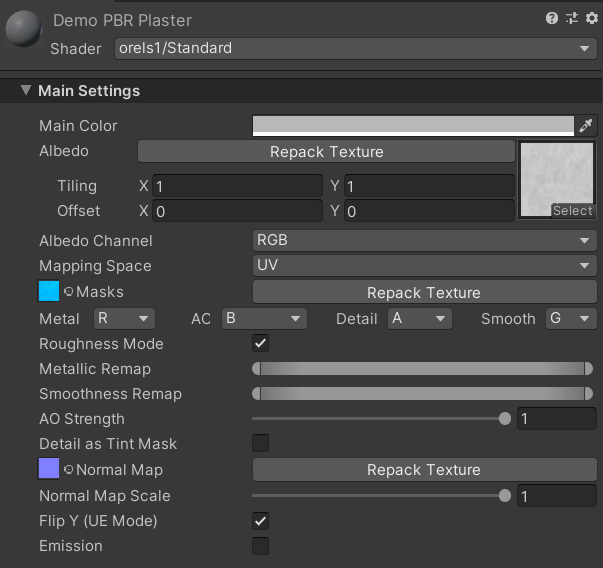 Demo PBR Plaster
Shader orels1/Standard
Main Settings
Main Color
Albedo Repack Texture
Tiling X 1 Y 1
Offset X 0 Y 0
Select
Albedo Channel RGB
Mapping Space UV
Masks Repack Texture
Metal R AO B Detail A Smooth G
Roughness Mode
Metallic Remap
Smoothness Remap
AO Strength 1
Detail as Tint Mask
Normal Map Repack Texture
Normal Map Scale 1
Flip Y (UE Mode)
Emission